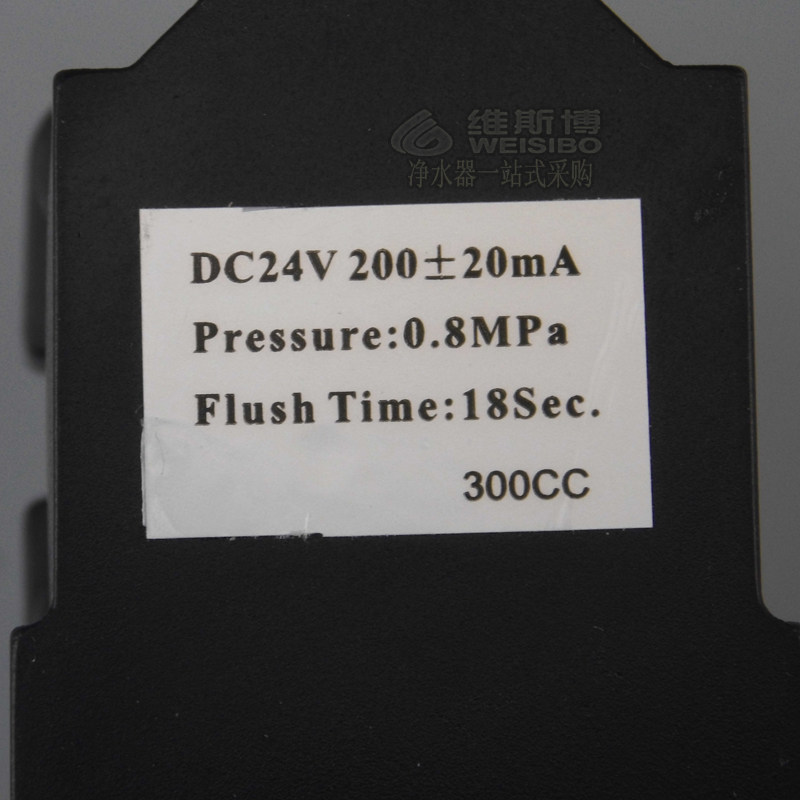 维斯博
WEISIBO
净水器一站式采购
DC24V 200±20mA
Pressure:0.8MPa
Flush Time:18Sec.
300CC